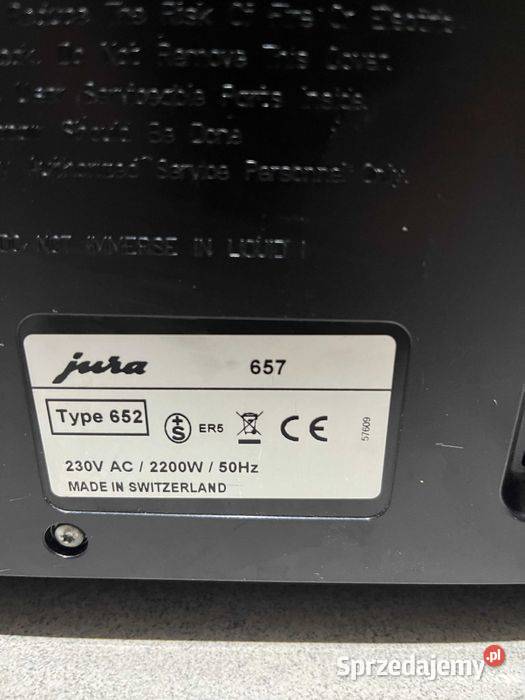 Reduce The Risk Of Fire Or Electric
Do Not Remove This Cover.
User Serviceable Parts Inside.
Should Be Done
Authorized Service Personnel Only.
DO NOT IMMERSE IN LIQUID !
jura 657
Type 652
S ER5 CE
57609
230V AC / 2200W / 50Hz
MADE IN SWITZERLAND
Sprzedajemy.pl